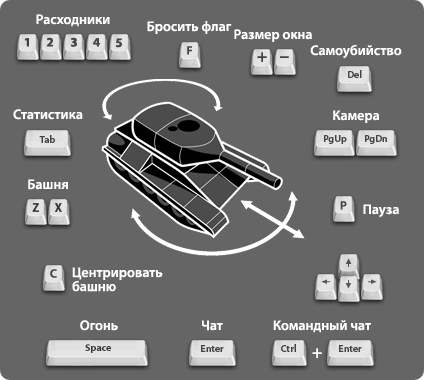 Расходники
1 2 3 4 5
Бросить флаг
F
Размер окна
+ −
Самоубийство
Del
Статистика
Tab
Камера
PgUp PgDn
Башня
Z X
P Пауза
C Центрировать
башню
Огонь
Space
Чат
Enter
Командный чат
Ctrl + Enter